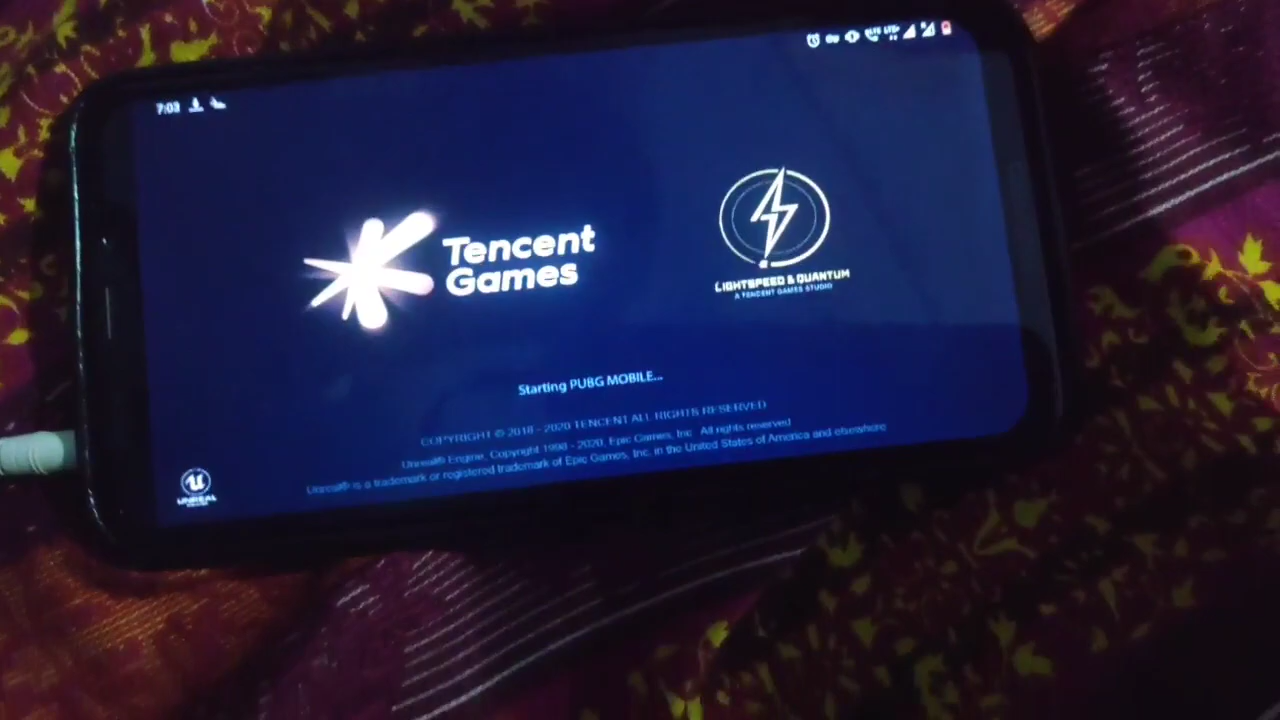 7:03
Tencent
Games
LIGHTSPEED & QUANTUM
A TENCENT GAMES STUDIO
Starting PUBG MOBILE...
COPYRIGHT © 2018 - 2020 TENCENT ALL RIGHTS RESERVED
Unreal® Engine, Copyright 1998 - 2020, Epic Games, Inc. All rights reserved
Unreal® is a trademark or registered trademark of Epic Games, Inc. in the United States of America and elsewhere
UNREAL